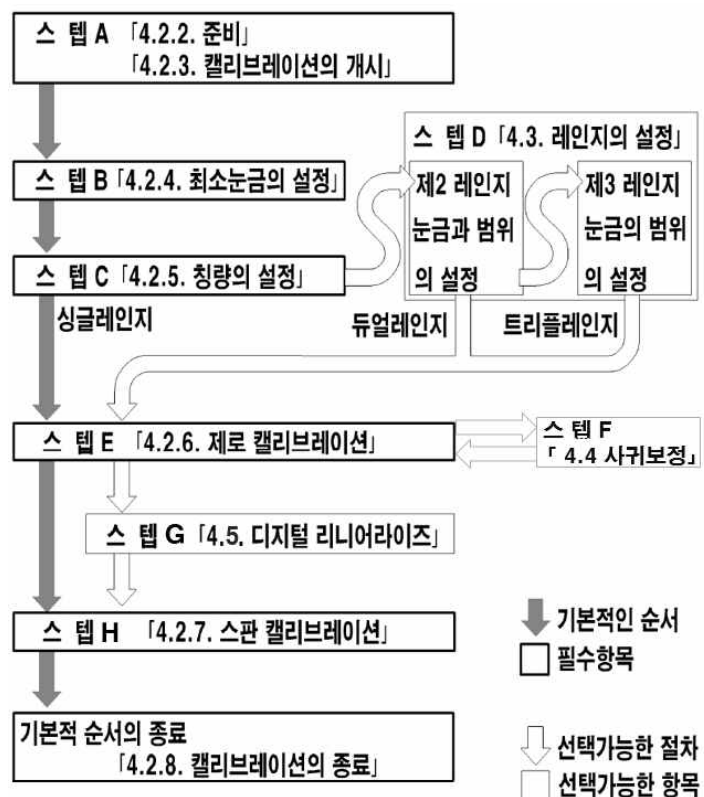 스 텝 A 「4.2.2. 준비」
「4.2.3. 캘리브레이션의 개시」
스 텝 D 「4.3. 레인지의 설정」
스 텝 B 「4.2.4. 최소눈금의 설정」
제2 레인지
눈금과 범위
의 설정
제3 레인지
눈금의 범위
의 설정
스 텝 C 「4.2.5. 칭량의 설정」
싱글레인지
듀얼레인지
트리플레인지
스 텝 E 「4.2.6. 제로 캘리브레이션」
스 텝 F
「 4.4 사귀보정」
스 텝 G 「4.5. 디지털 리니어라이즈」
스 텝 H 「4.2.7. 스판 캘리브레이션」
기본적 순서의 종료
「4.2.8. 캘리브레이션의 종료」
기본적인 순서
필수항목
선택가능한 절차
선택가능한 항목